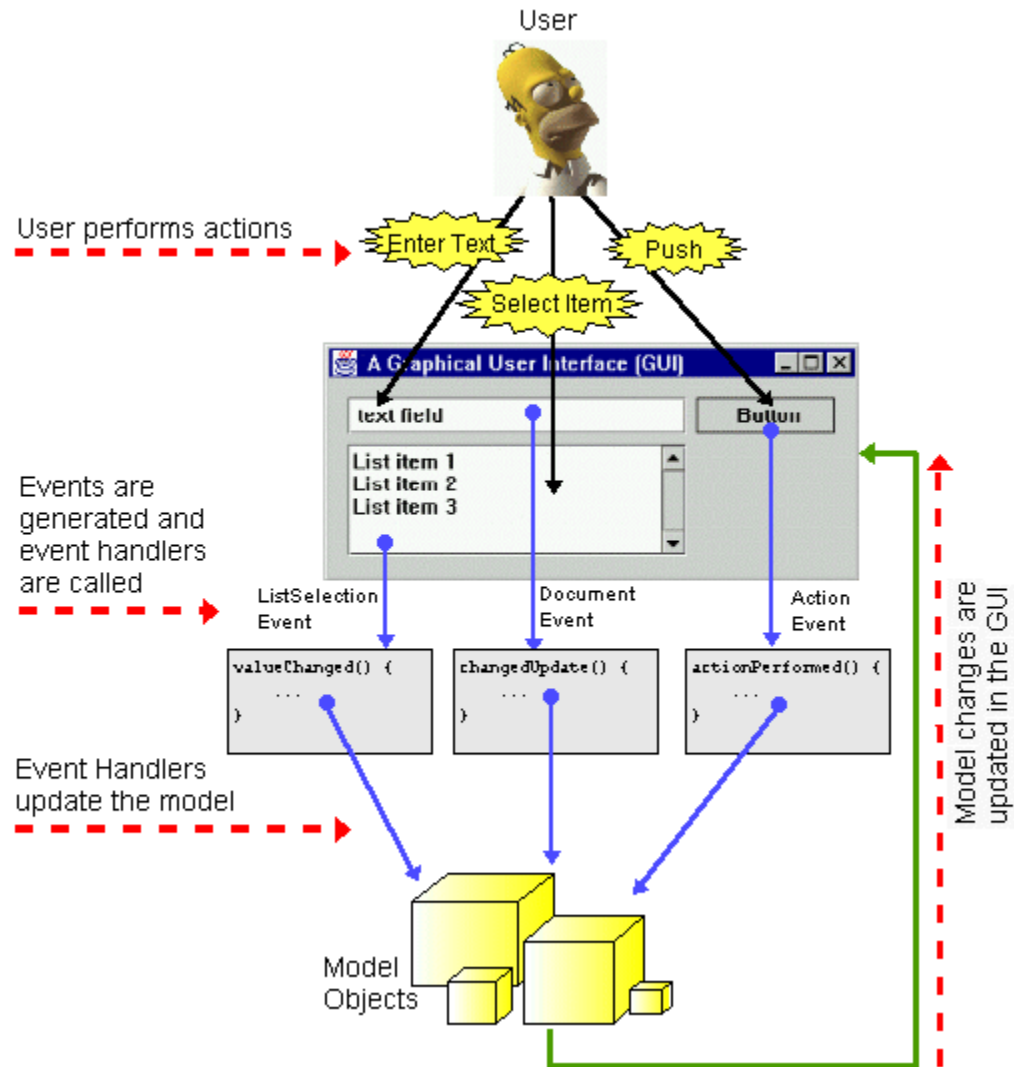 User
User performs actions
Enter Text
Push
Select Item
A Graphical User Interface (GUI)
text field
Button
List item 1
List item 2
List item 3
Events are
generated and
event handlers
are called
ListSelection
Event
Document
Event
Action
Event
valueChanged() {
...
}
changedUpdate() {
...
}
actionPerformed() {
...
}
Event Handlers
update the model
Model
Objects
Model changes are
updated in the GUI